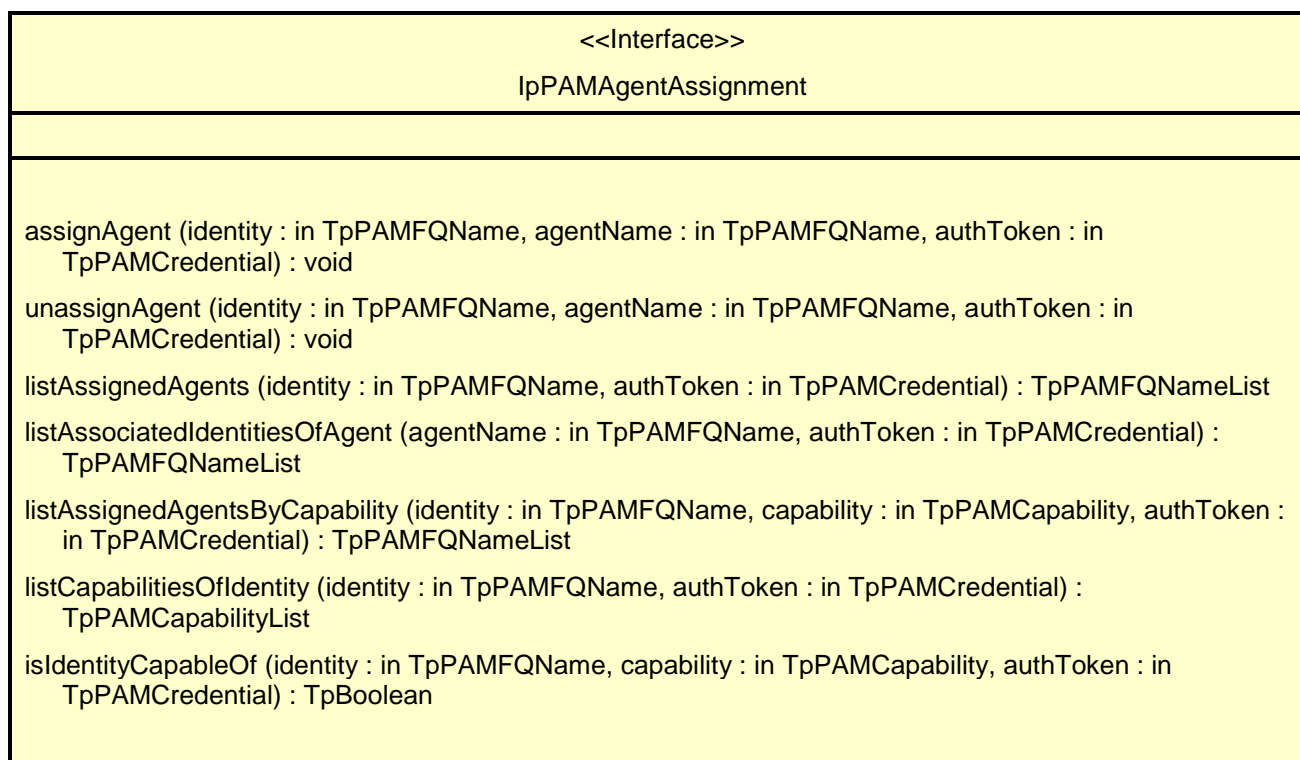 <<Interface>>
IpPAMAgentAssignment
assignAgent (identity : in TpPAMFQName, agentName : in TpPAMFQName, authToken : in
TpPAMCredential) : void
unassignAgent (identity : in TpPAMFQName, agentName : in TpPAMFQName, authToken : in
TpPAMCredential) : void
listAssignedAgents (identity : in TpPAMFQName, authToken : in TpPAMCredential) : TpPAMFQNameList
listAssociatedIdentitiesOfAgent (agentName : in TpPAMFQName, authToken : in TpPAMCredential) :
TpPAMFQNameList
listAssignedAgentsByCapability (identity : in TpPAMFQName, capability : in TpPAMCapability, authToken :
in TpPAMCredential) : TpPAMFQNameList
listCapabilitiesOfIdentity (identity : in TpPAMFQName, authToken : in TpPAMCredential) :
TpPAMCapabilityList
isIdentityCapableOf (identity : in TpPAMFQName, capability : in TpPAMCapability, authToken : in
TpPAMCredential) : TpBoolean